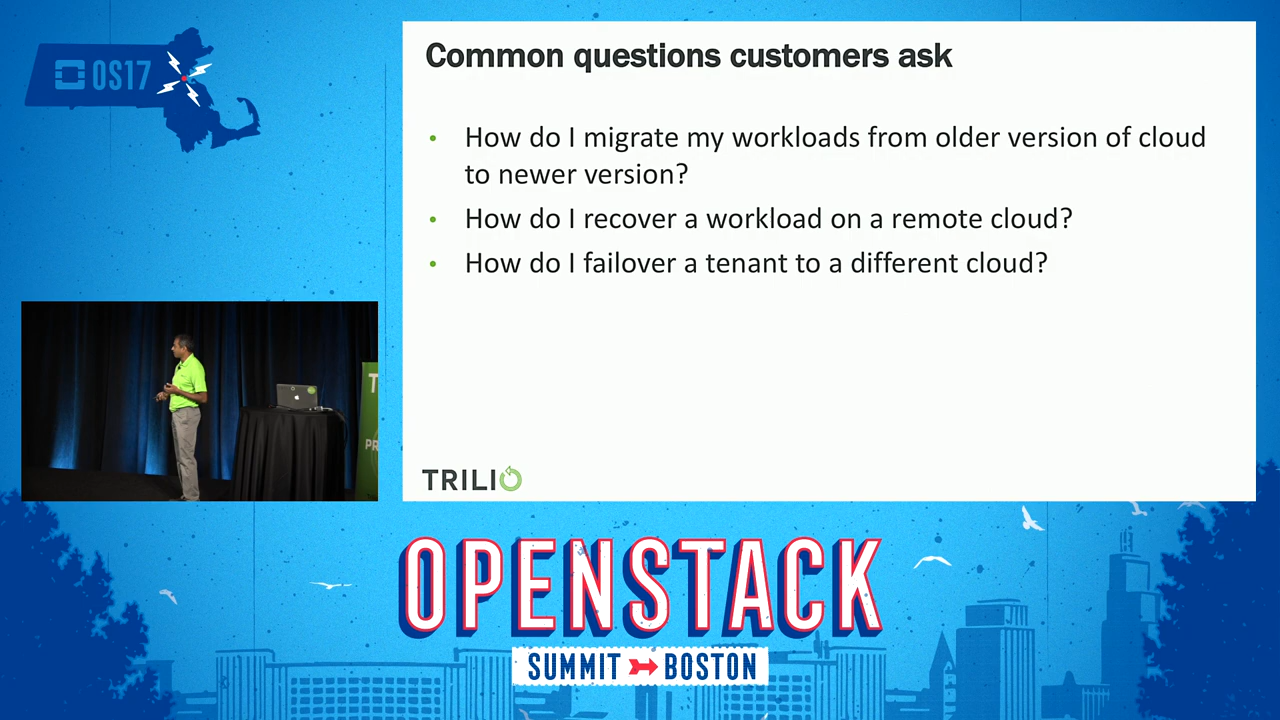 OS17
Common questions customers ask
• How do I migrate my workloads from older version of cloud
to newer version?
• How do I recover a workload on a remote cloud?
• How do I failover a tenant to a different cloud?
TRILIO
T
PR
OPENSTACK
SUMMIT BOSTON